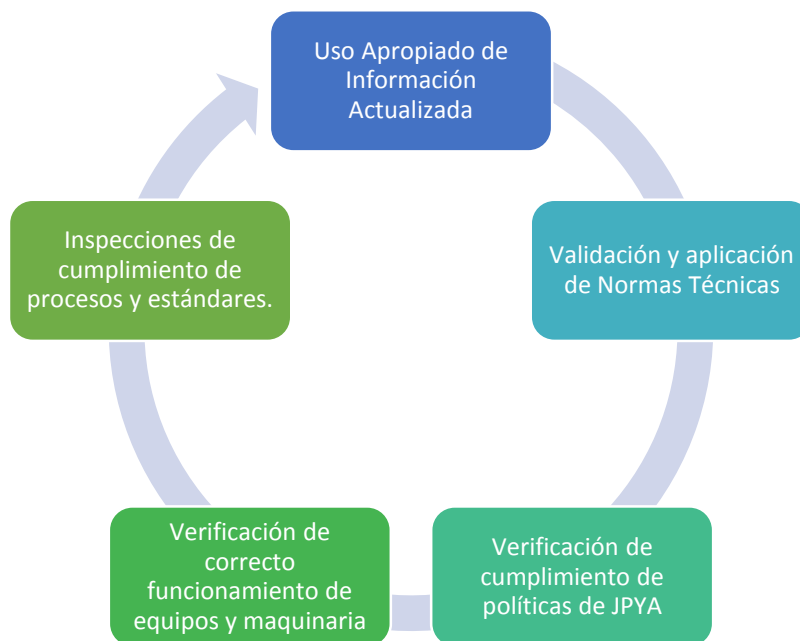 Uso Apropiado de
Información
Actualizada
Validación y aplicación
de Normas Técnicas
Verificación de
cumplimiento de
políticas de JPYA
Verificación de
correcto
funcionamiento de
equipos y maquinaria
Inspecciones de
cumplimiento de
procesos y estándares.